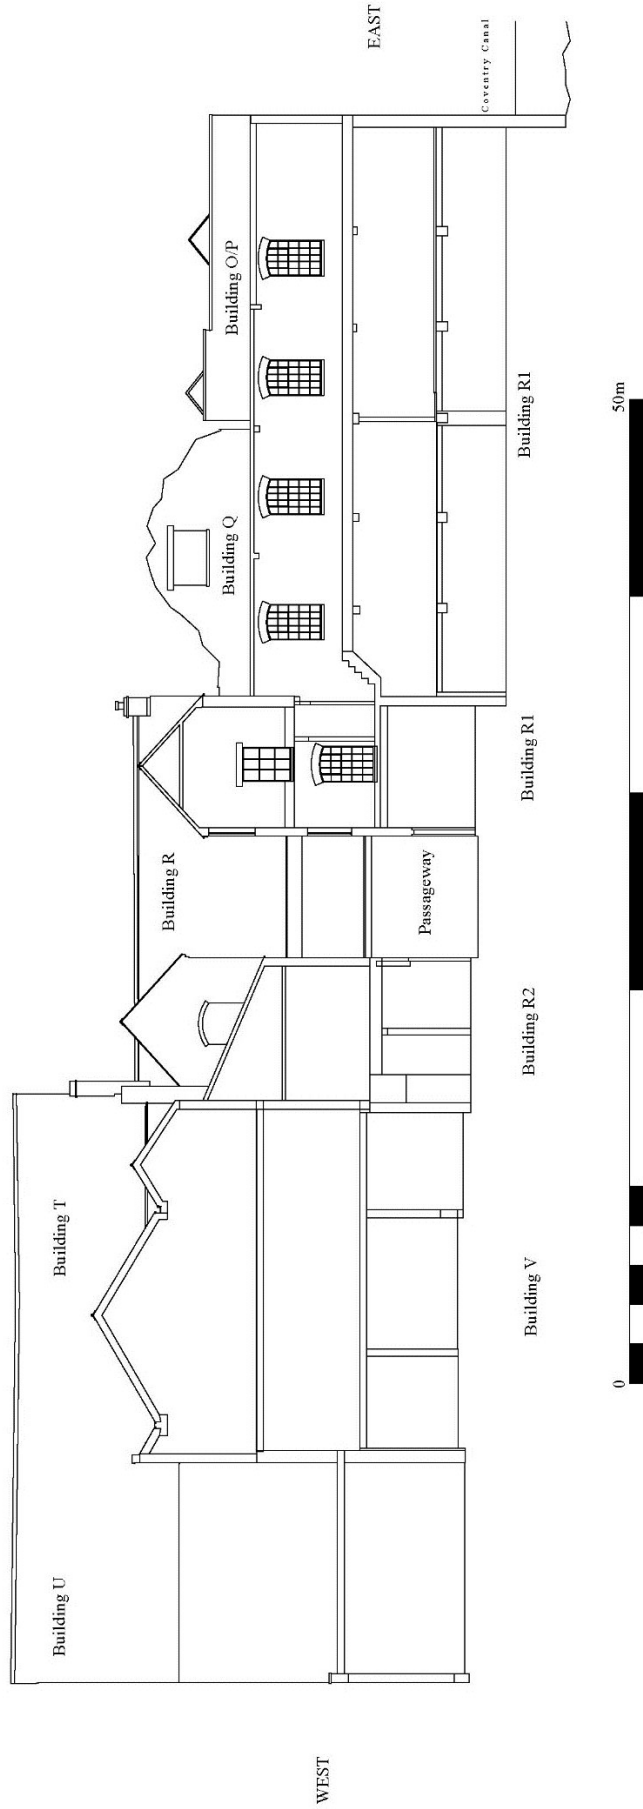 WEST
Building U
Building T
Building V
Building R2
Building R
Passageway
Building R1
Building Q
Building O/P
Building R1
Coventry Canal
EAST
0
50m